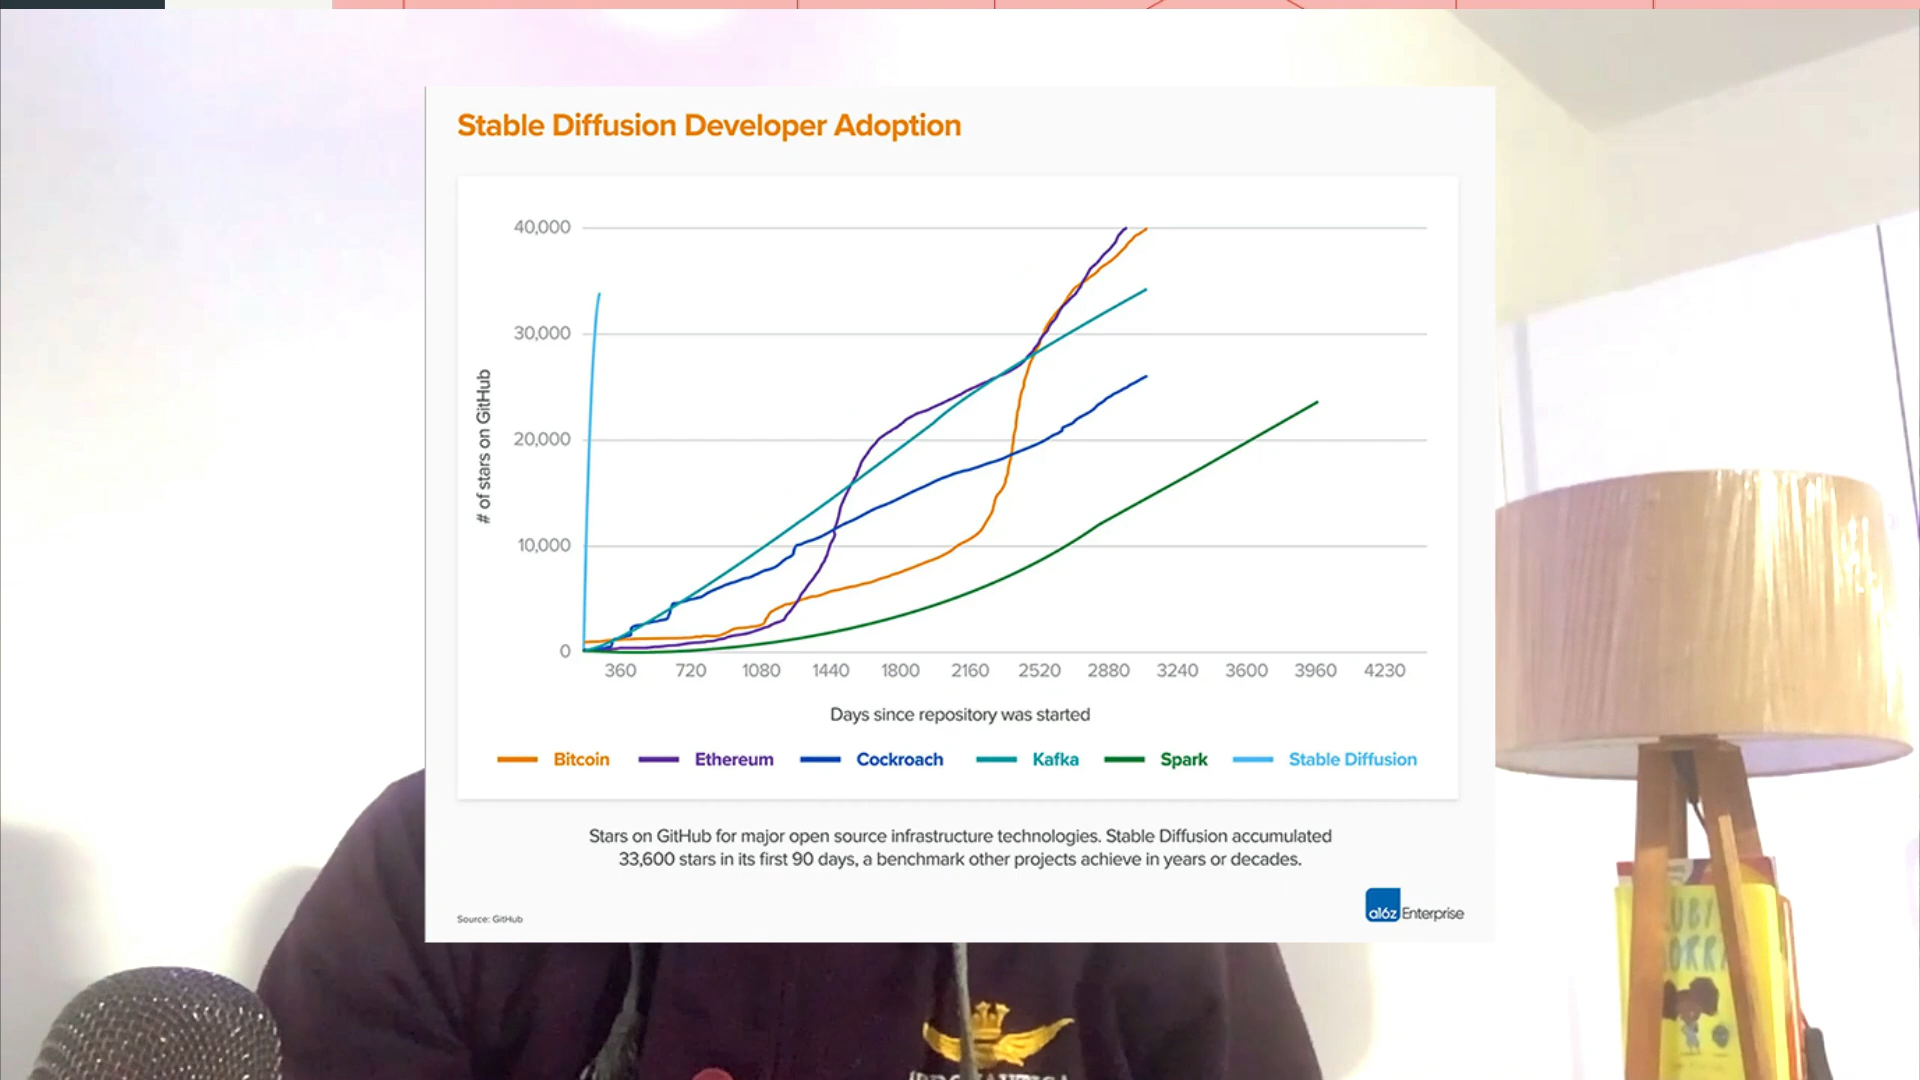 Stable Diffusion Developer Adoption
40,000
30,000
20,000
10,000
0
# of stars on GitHub
360 720 1080 1440 1800 2160 2520 2880 3240 3600 3960 4230
Days since repository was started
Bitcoin Ethereum Cockroach Kafka Spark Stable Diffusion
Stars on GitHub for major open source infrastructure technologies. Stable Diffusion accumulated
33,600 stars in its first 90 days, a benchmark other projects achieve in years or decades.
Source: GitHub
a16z Enterprise